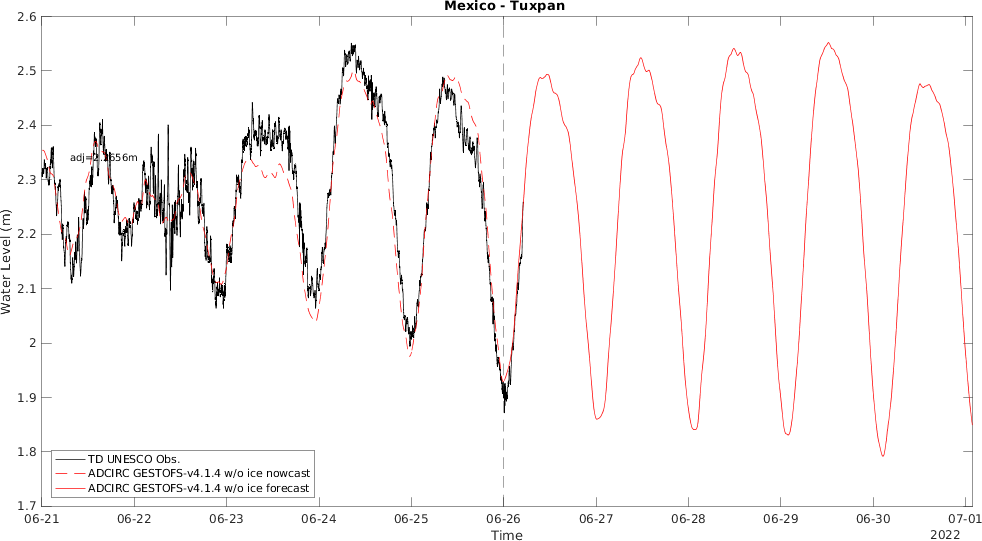 Mexico - Tuxpan
2.6
2.5
2.4
2.3
2.2
2.1
2
1.9
1.8
1.7
Water Level (m)
adj=2.2656m
TD UNESCO Obs.
ADCIRC GESTOFS-v4.1.4 w/o ice nowcast
ADCIRC GESTOFS-v4.1.4 w/o ice forecast
06-21 06-22 06-23 06-24 06-25 06-26 06-27 06-28 06-29 06-30 07-01
Time
2022